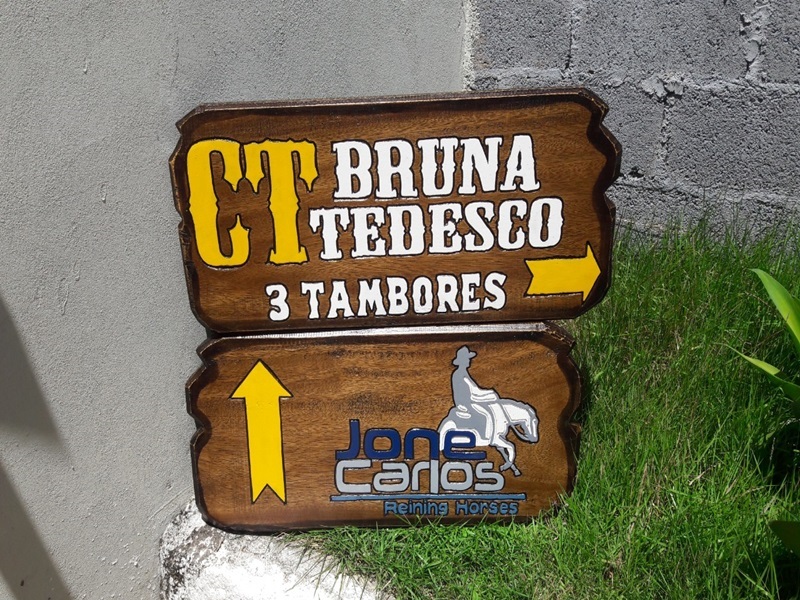 CT BRUNA
TEDESCO
3 TAMBORES
Jone
Carlos
Reining Horses